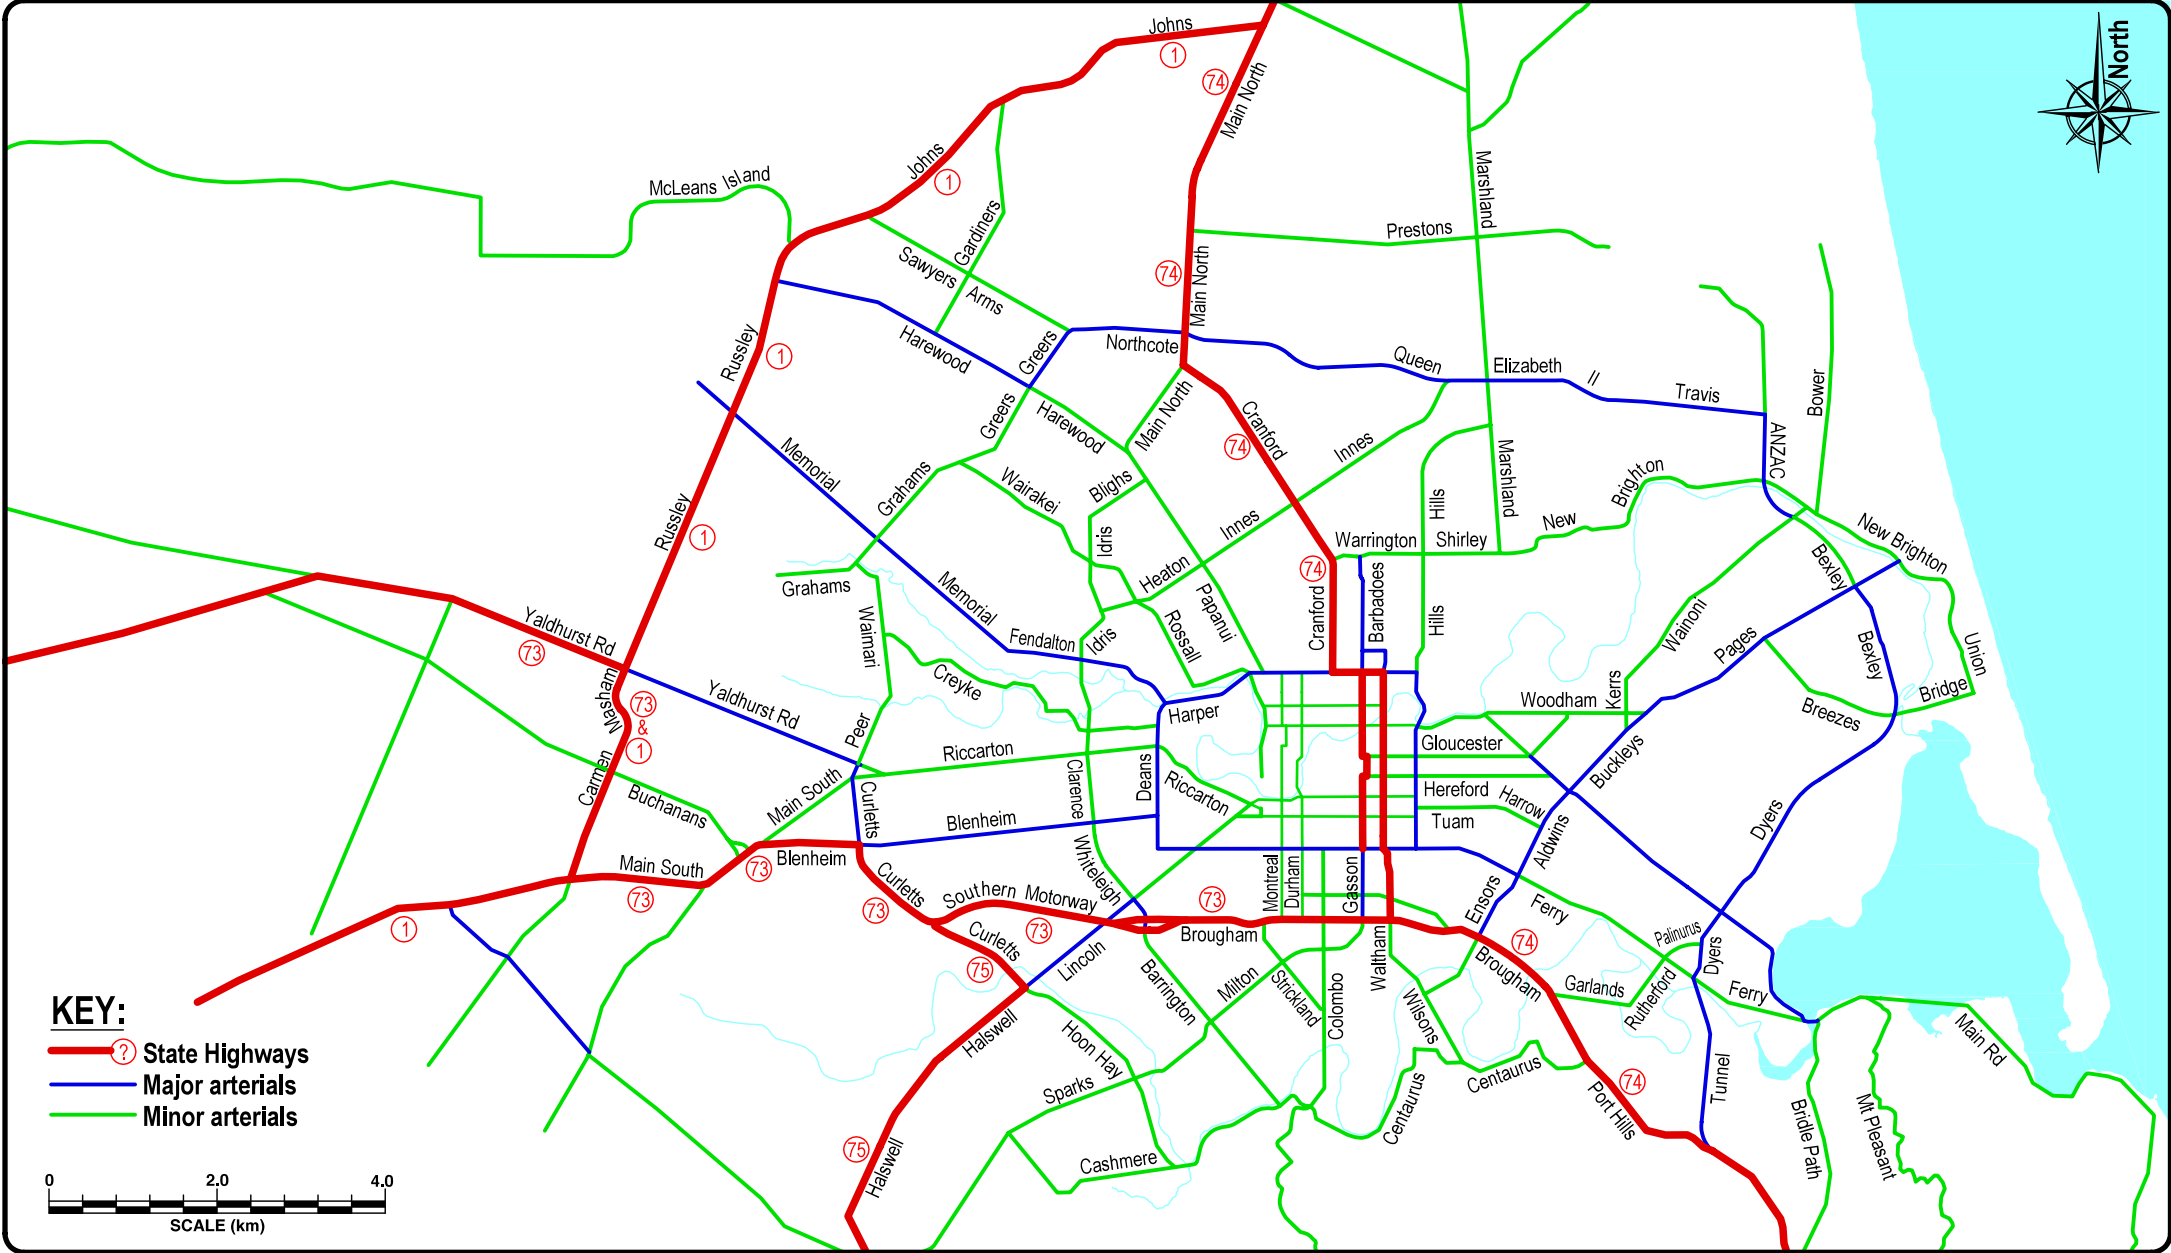 Johns
1
North
74
Main North
McLeans Island
Johns
1
Marshland
Gardiners
Prestons
Sawyers
Arms
74
Main North
Russley
1
Harewood
Greers
Northcote
Queen
Elizabeth
II
Travis
Bower
Greers
Harewood
Main North
Cranford
74
Innes
ANZAC
Memorial
Grahams
Wairakei
Blighs
Hills
Marshland
Brighton
Russley
1
Idris
Innes
Warrington
Shirley
New
New Brighton
Bexley
Grahams
Memorial
Heaton
74
Cranford
Barbadoes
Papanui
Rossall
Hills
Yaldhurst Rd
73
Waimari
Fendalton
Idris
Wainoni
Pages
Bexley
Union
Masham
73
&
1
Yaldhurst Rd
Creyke
Harper
Woodham
Kerrs
Breezes
Bridge
Peer
Riccarton
Gloucester
Buckleys
Carmen
Buchanans
Main South
Curletts
Clarence
Deans
Riccarton
Hereford
Harrow
Tuam
Dyers
Blenheim
Aldwins
Main South
73
73
Blenheim
Whiteleigh
Montreal
Durham
Gasson
Curletts
73
Southern Motorway
73
73
Brougham
Ensors
Ferry
1
Curletts
75
Lincoln
Barrington
Milton
Strickland
Colombo
Waltham
Wilsons
74
Brougham
Palinurus
Dyers
Garlands
Rutherford
Ferry
Halswell
Hoon Hay
Main Rd
Sparks
Centaurus
Centaurus
74
Port Hills
Tunnel
Bridle Path
Mt Pleasant
75
Halswell
Cashmere
KEY:
? State Highways
Major arterials
Minor arterials
0 2.0 4.0
SCALE (km)